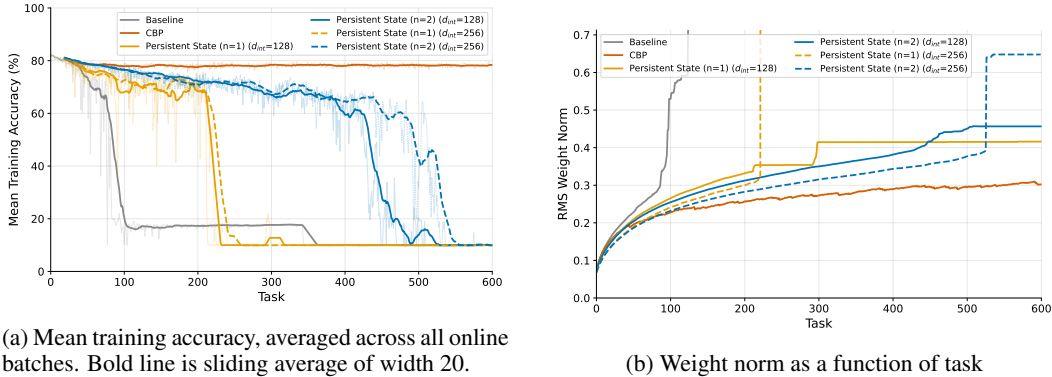 Mean Training Accuracy (%)
100
80
60
40
20
0
0 100 200 300 400 500 600
Task
Baseline
CBP
Persistent State (n=1) (d_int=128)
Persistent State (n=2) (d_int=128)
Persistent State (n=1) (d_int=256)
Persistent State (n=2) (d_int=256)
(a) Mean training accuracy, averaged across all online
batches. Bold line is sliding average of width 20.
RMS Weight Norm
0.7
0.6
0.5
0.4
0.3
0.2
0.1
0.0
0 100 200 300 400 500 600
Task
Baseline
CBP
Persistent State (n=1) (d_int=128)
Persistent State (n=2) (d_int=128)
Persistent State (n=1) (d_int=256)
Persistent State (n=2) (d_int=256)
(b) Weight norm as a function of task